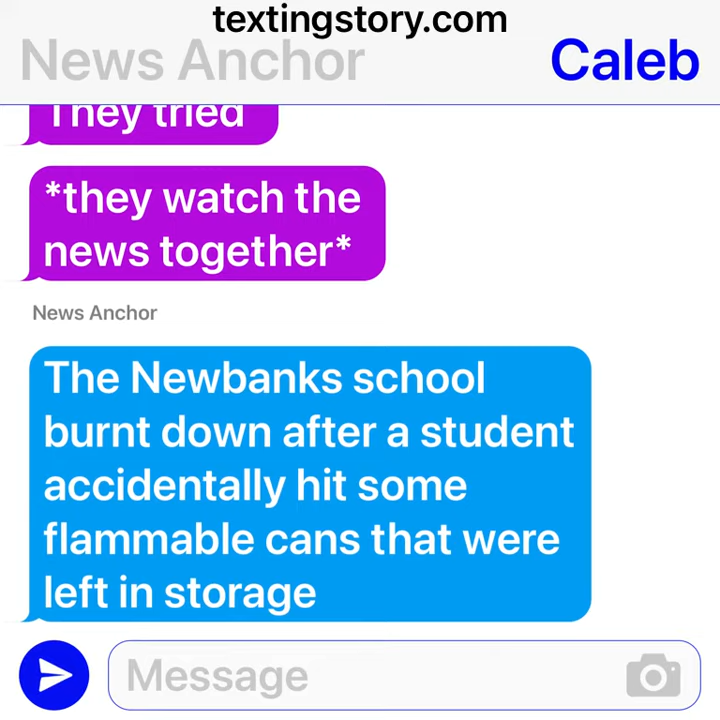 textingstory.com
News Anchor
Caleb
They tried
*they watch the
news together*
News Anchor
The Newbanks school
burnt down after a student
accidentally hit some
flammable cans that were
left in storage
Message